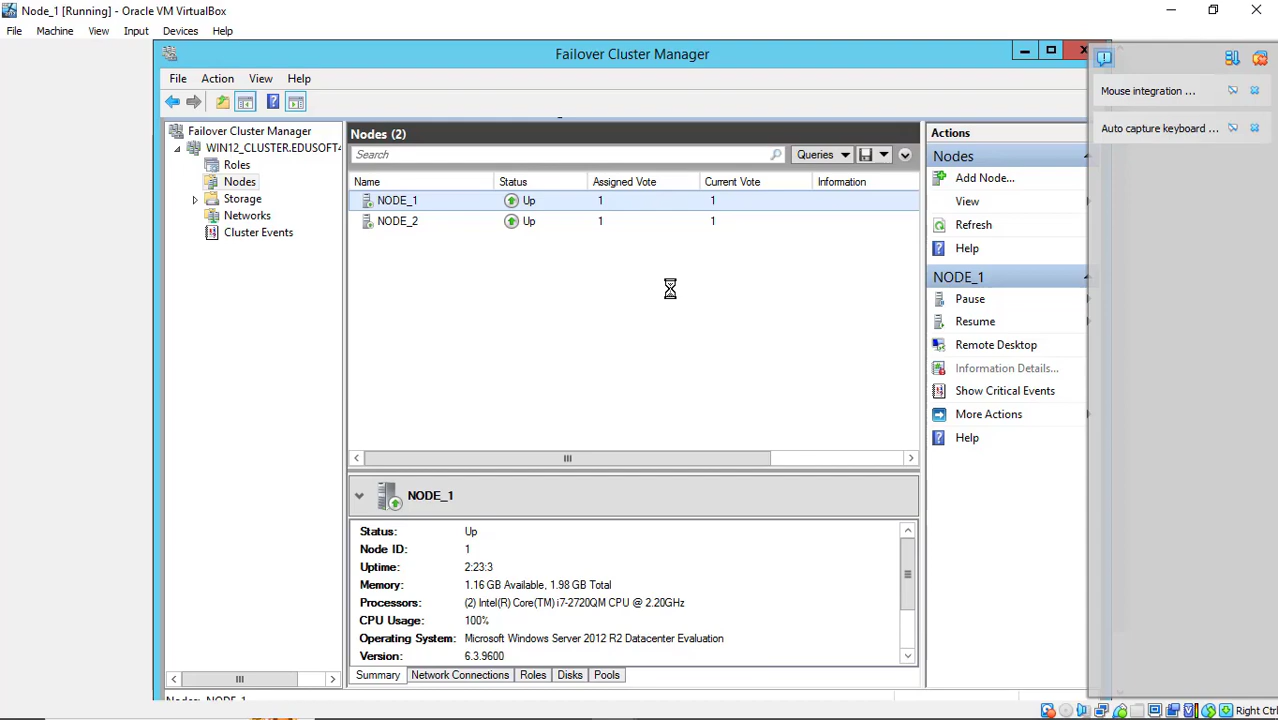 Node_1 [Running] - Oracle VM VirtualBox
File Machine View Input Devices Help
Failover Cluster Manager
File Action View Help
Mouse integration ...
Auto capture keyboard ...
Failover Cluster Manager
WIN12_CLUSTER.EDUSOFT4
Roles
Nodes
Storage
Networks
Cluster Events
Nodes (2)
Search
Queries
Name Status Assigned Vote Current Vote Information
NODE_1 Up 1 1
NODE_2 Up 1 1
Actions
Nodes
Add Node...
View
Refresh
Help
NODE_1
Pause
Resume
Remote Desktop
Information Details...
Show Critical Events
More Actions
Help
NODE_1
Status: Up
Node ID: 1
Uptime: 2:23:3
Memory: 1.16 GB Available, 1.98 GB Total
Processors: (2) Intel(R) Core(TM) i7-2720QM CPU @ 2.20GHz
CPU Usage: 100%
Operating System: Microsoft Windows Server 2012 R2 Datacenter Evaluation
Version: 6.3.9600
Summary Network Connections Roles Disks Pools
Nodes: NODE_1
Right Ctrl